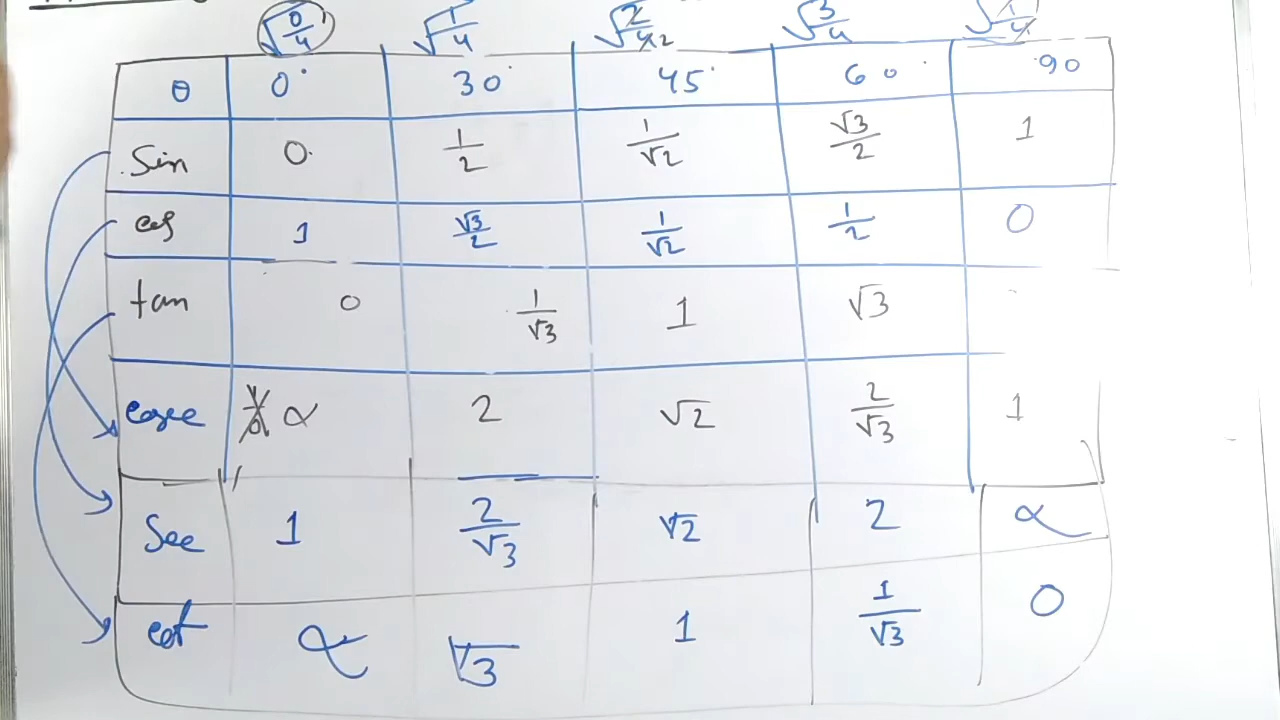 √0/4 √1/4 √2/4 2 √3/4
θ 0° 30° 45° 60° 90
Sin 0 1/2 1/√2 √3/2 1
cos 1 √3/2 1/√2 1/2 0
tan 0 1/√3 1 √3
cosec ∝ 2 √2 2/√3 1
Sec 1 2/√3 √2 2 ∝
cot ∝ √3 1 1/√3 0